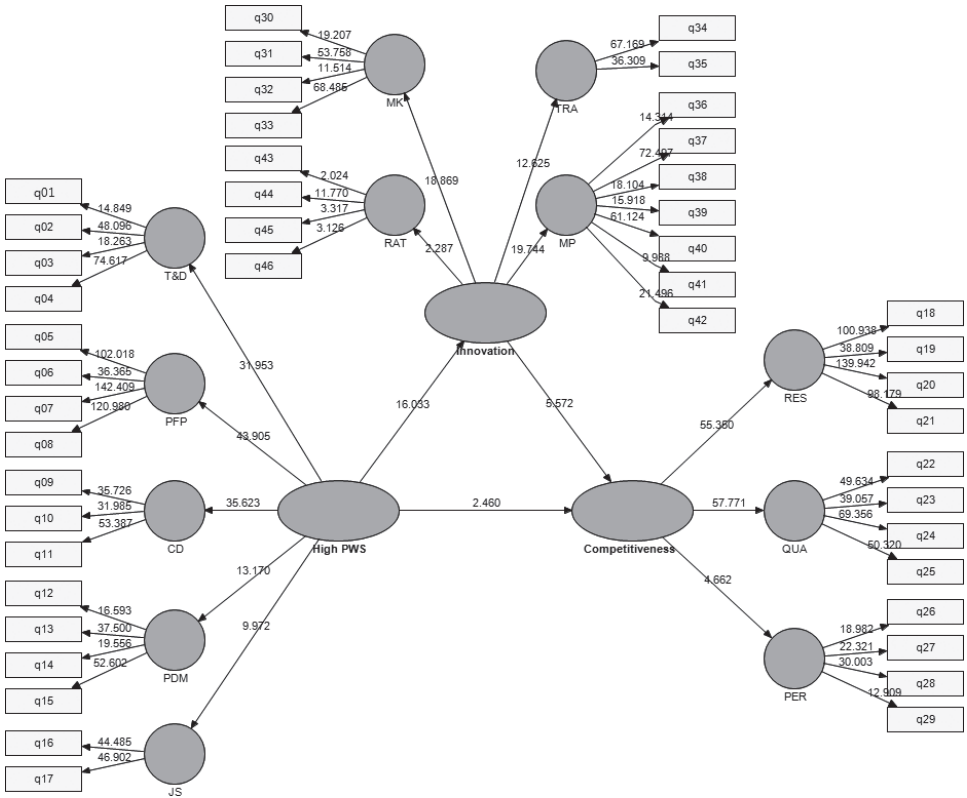 q30
19.207
q31
53.758
q32
11.514
68.485
q33
MK
q34
67.169
q35
36.309
TRA
q36
14.314
q37
72.497
q38
18.104
q39
15.918
q40
61.124
q41
9.988
q42
21.496
MP
q43
2.024
q44
11.770
q45
3.317
q46
3.126
RAT
18.869
12.625
2.287
19.744
Innovation
q01
14.849
q02
48.096
q03
18.263
q04
74.617
T&D
q05
102.018
q06
36.365
q07
142.409
q08
120.980
PFP
31.953
43.905
16.033
5.572
q09
35.726
q10
31.985
q11
53.387
CD
35.623
High PWS
2.460
Competitiveness
q12
16.593
q13
37.500
q14
19.556
q15
52.602
PDM
13.170
9.972
q16
44.485
q17
46.902
JS
q18
100.938
q19
38.809
q20
139.942
q21
98.179
RES
55.350
q22
49.634
q23
39.057
q24
69.356
q25
50.320
QUA
57.771
q26
18.982
q27
22.321
q28
30.003
q29
12.909
PER
4.662